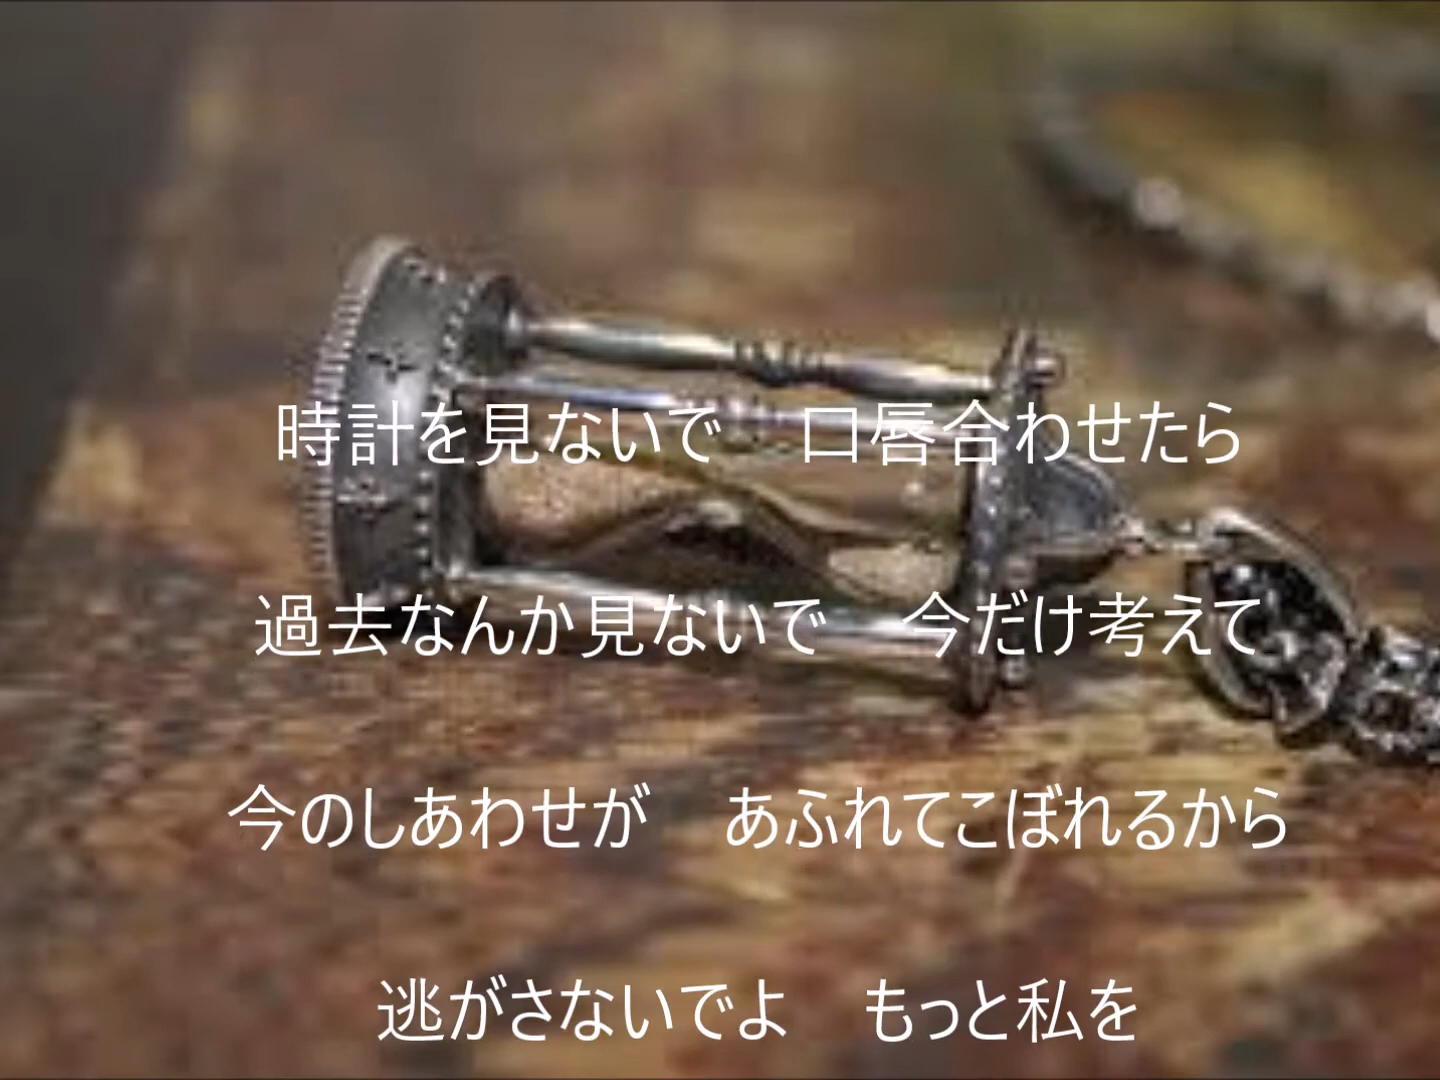 時計を見ないで　口唇合わせたら
過去なんか見ないで　今だけ考えて
今のしあわせが　あふれてこぼれるから
逃がさないでよ　もっと私を